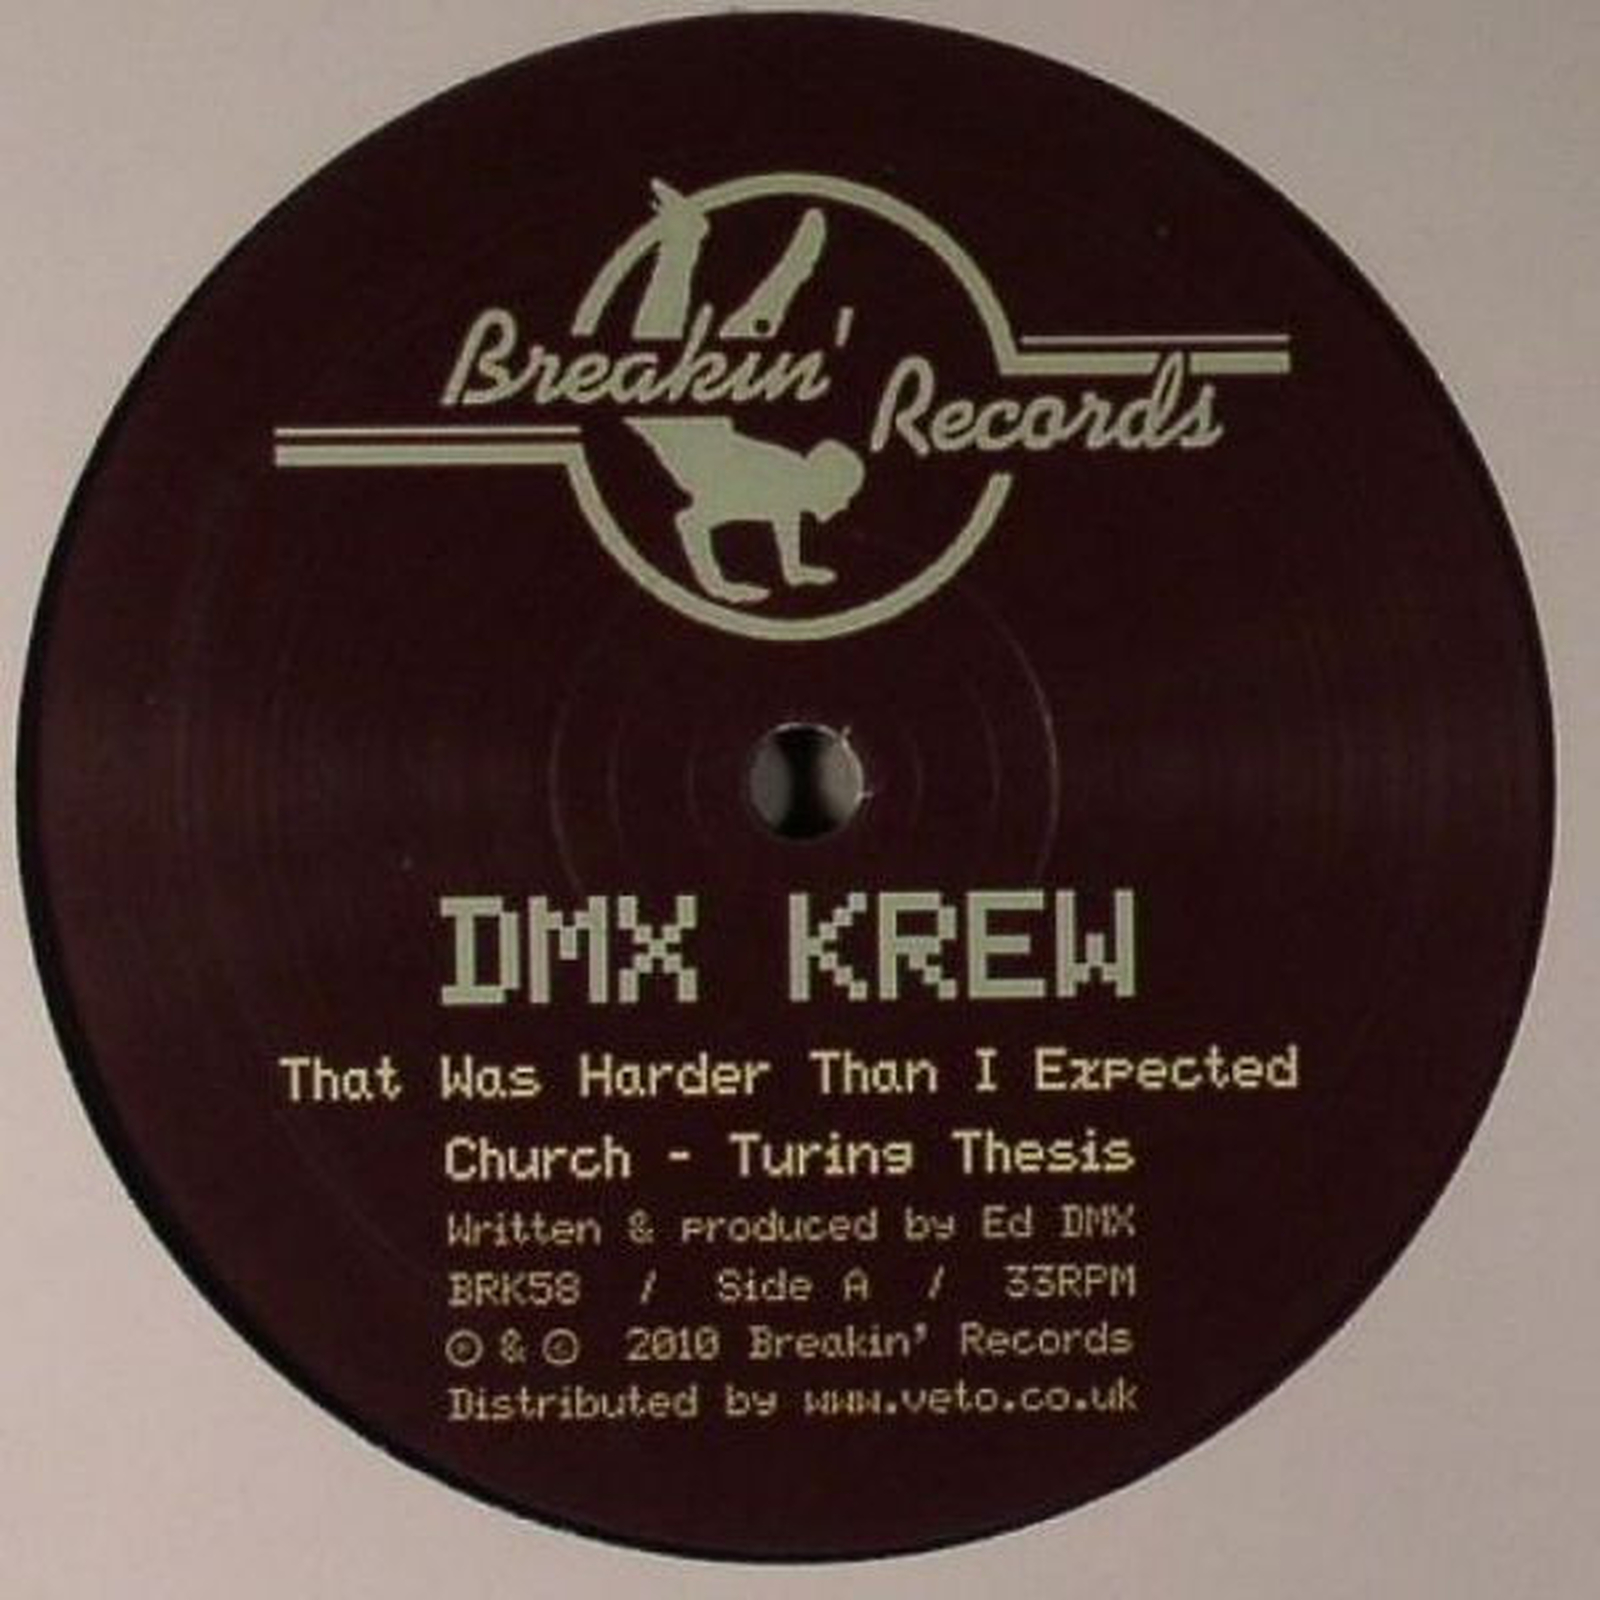 Breakin' Records
DMX KREW
That Was Harder Than I Expected
Church - Turing Thesis
Written & produced by Ed DMX
BRK58 / Side A / 33RPM
Ⓟ & © 2010 Breakin' Records
Distributed by www.veto.co.uk